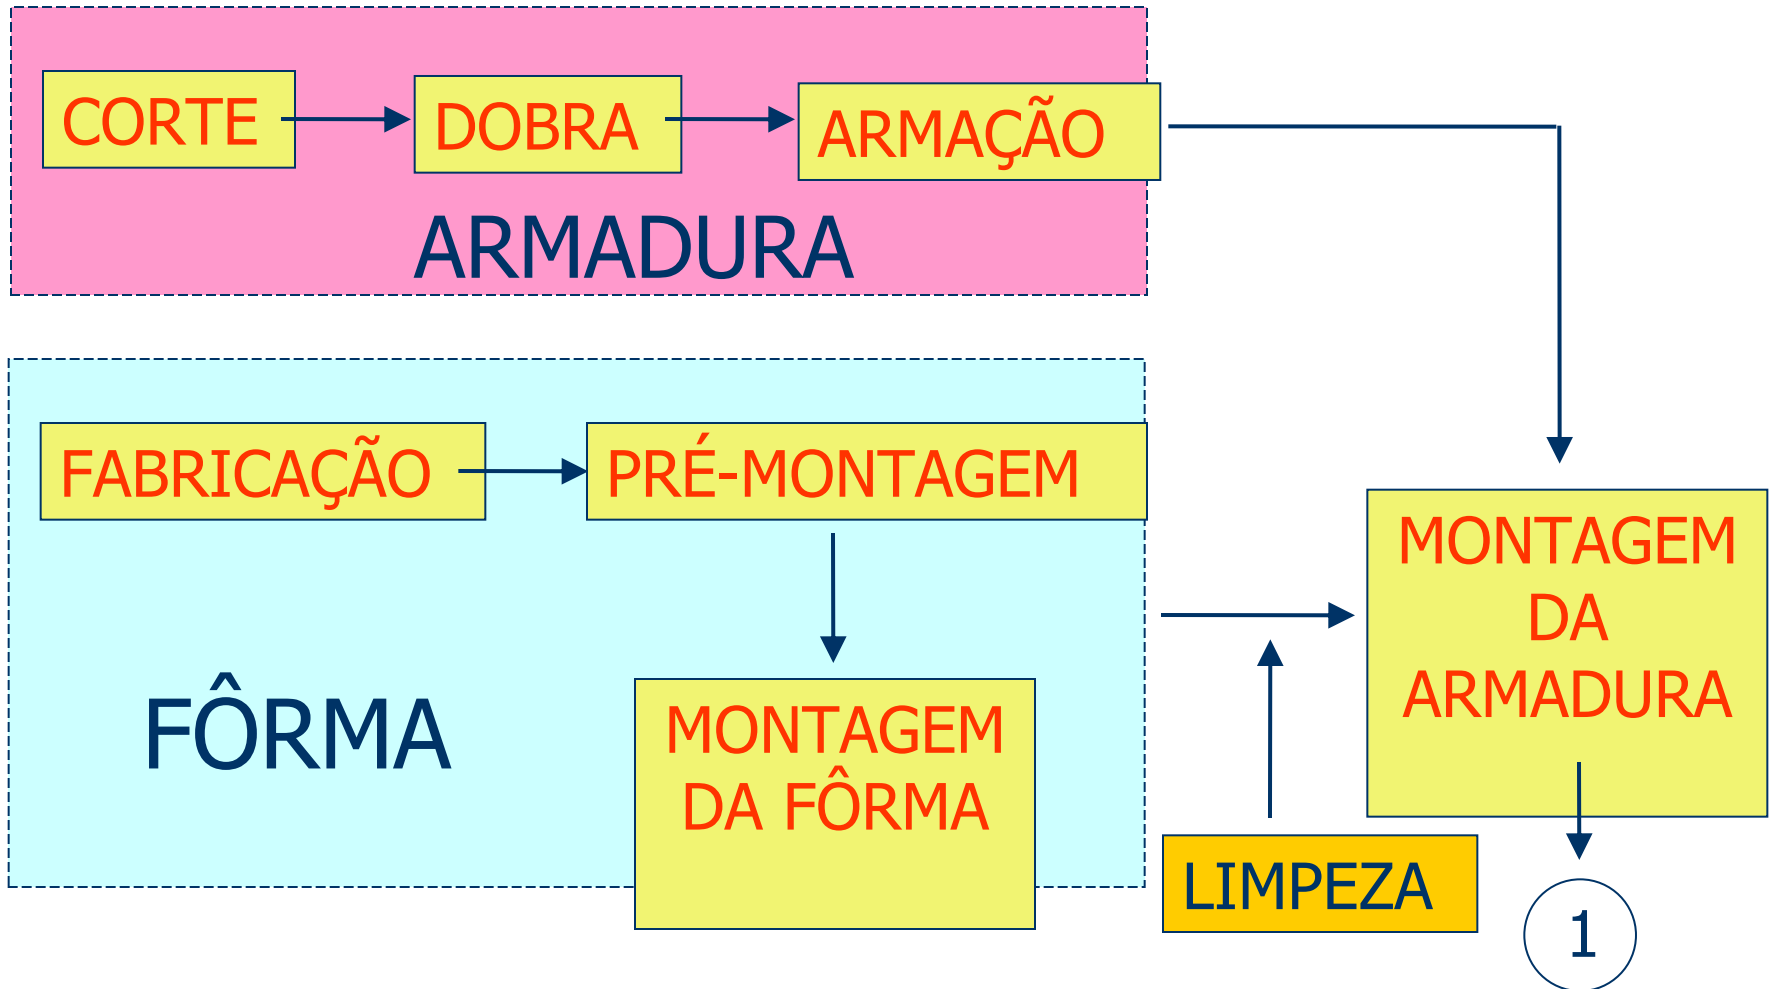 CORTE
DOBRA
ARMAÇÃO
ARMADURA
FABRICAÇÃO
PRÉ-MONTAGEM
FÔRMA
MONTAGEM
DA FÔRMA
MONTAGEM
DA
ARMADURA
LIMPEZA
1